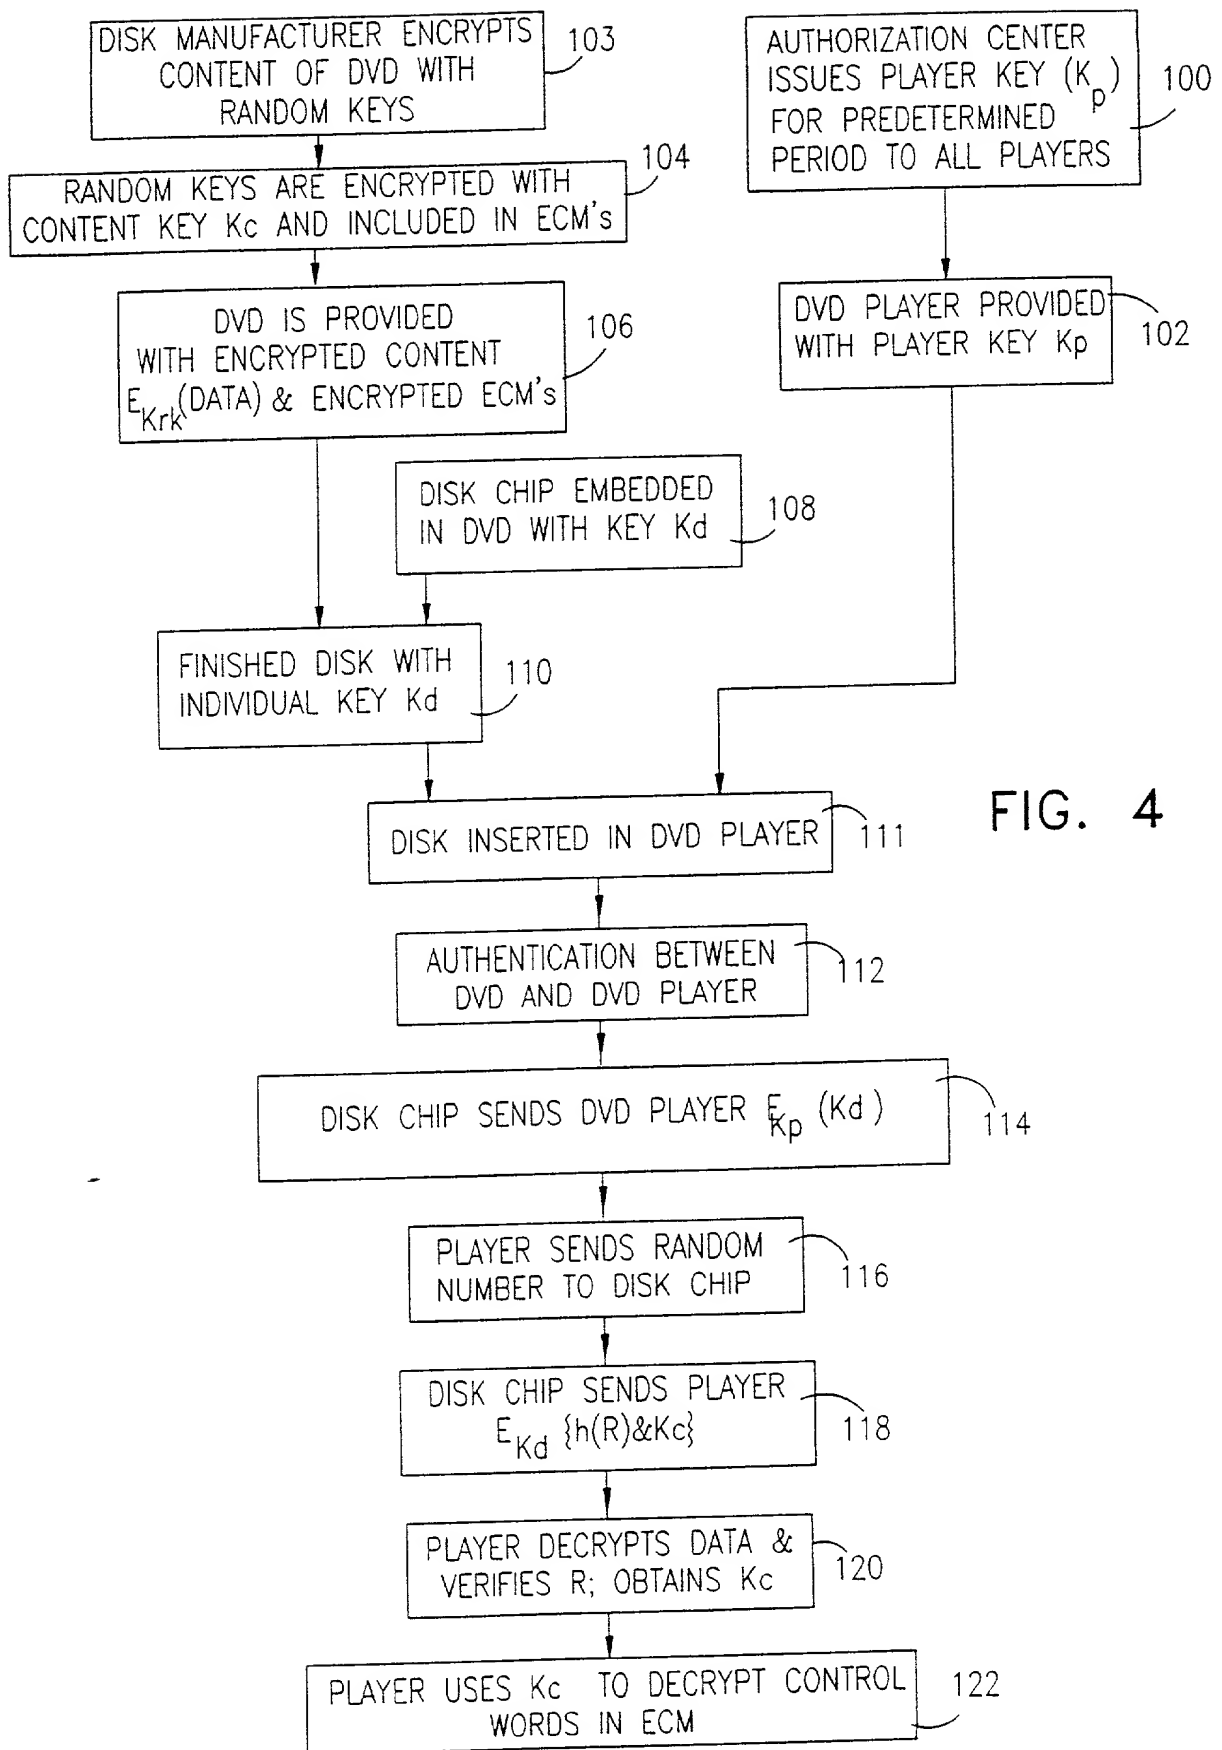 DISK MANUFACTURER ENCRYPTS
CONTENT OF DVD WITH
RANDOM KEYS
103
AUTHORIZATION CENTER
ISSUES PLAYER KEY (Kp)
FOR PREDETERMINED
PERIOD TO ALL PLAYERS
100
RANDOM KEYS ARE ENCRYPTED WITH
CONTENT KEY Kc AND INCLUDED IN ECM's
104
DVD IS PROVIDED
WITH ENCRYPTED CONTENT
EKrk(DATA) & ENCRYPTED ECM's
106
DVD PLAYER PROVIDED
WITH PLAYER KEY Kp
102
DISK CHIP EMBEDDED
IN DVD WITH KEY Kd
108
FINISHED DISK WITH
INDIVIDUAL KEY Kd
110
DISK INSERTED IN DVD PLAYER
111
FIG. 4
AUTHENTICATION BETWEEN
DVD AND DVD PLAYER
112
DISK CHIP SENDS DVD PLAYER EKp (Kd)
114
PLAYER SENDS RANDOM
NUMBER TO DISK CHIP
116
DISK CHIP SENDS PLAYER
EKd {h(R)&Kc}
118
PLAYER DECRYPTS DATA &
VERIFIES R; OBTAINS Kc
120
PLAYER USES Kc TO DECRYPT CONTROL
WORDS IN ECM
122